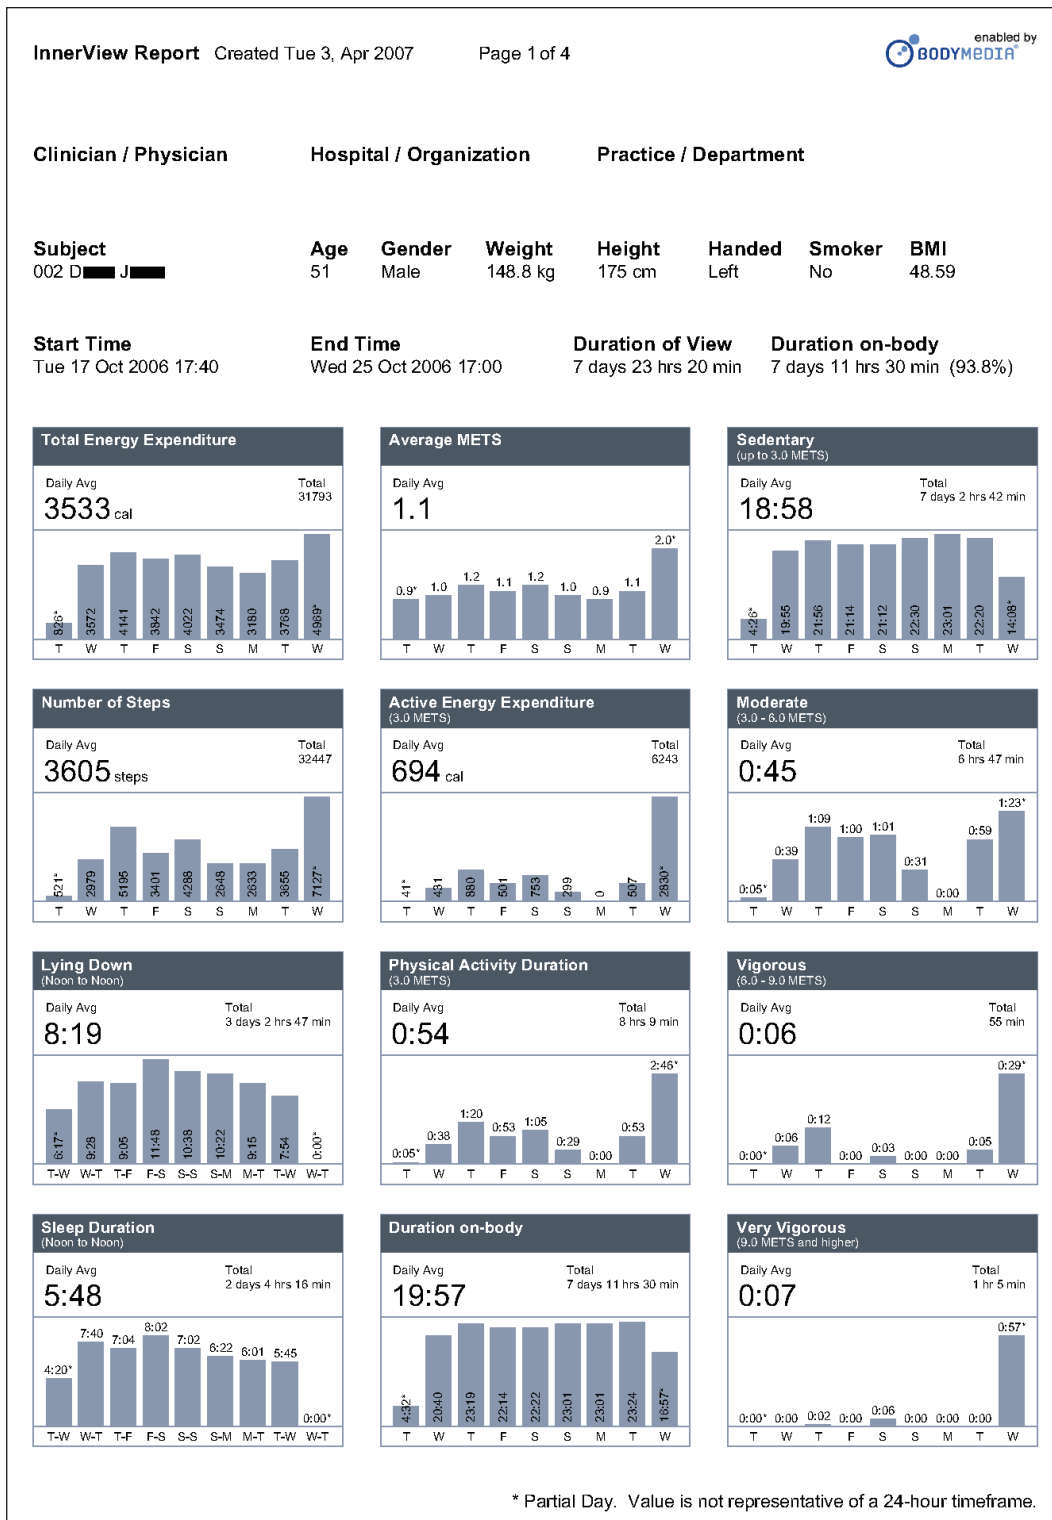 InnerView Report Created Tue 3, Apr 2007 Page 1 of 4
enabled by
BODYMEDIA®
Clinician / Physician Hospital / Organization Practice / Department
Subject Age Gender Weight Height Handed Smoker BMI
002 D J 51 Male 148.8 kg 175 cm Left No 48.59
Start Time End Time Duration of View Duration on-body
Tue 17 Oct 2006 17:40 Wed 25 Oct 2006 17:00 7 days 23 hrs 20 min 7 days 11 hrs 30 min (93.8%)
Total Energy Expenditure
Daily Avg Total
3533 cal 31793
826* 3572 4141 3842 4022 3474 3180 3768 4969*
T W T F S S M T W
Average METS
Daily Avg
1.1
0.9* 1.0 1.2 1.1 1.2 1.0 0.9 1.1 2.0*
T W T F S S M T W
Sedentary
(up to 3.0 METS)
Daily Avg Total
18:58 7 days 2 hrs 42 min
4:26* 19:55 21:56 21:14 21:12 22:30 23:01 22:20 14:08*
T W T F S S M T W
Number of Steps
Daily Avg Total
3605 steps 32447
521* 2979 5195 3401 4288 2648 2633 3655 7127*
T W T F S S M T W
Active Energy Expenditure
(3.0 METS)
Daily Avg Total
694 cal 6243
41* 431 880 501 753 299 0 507 2830*
T W T F S S M T W
Moderate
(3.0 - 6.0 METS)
Daily Avg Total
0:45 6 hrs 47 min
0:05* 0:39 1:09 1:00 1:01 0:31 0:00 0:59 1:23*
T W T F S S M T W
Lying Down
(Noon to Noon)
Daily Avg Total
8:19 3 days 2 hrs 47 min
6:17* 9:28 9:05 11:48 10:38 10:22 9:15 7:54 0:00*
T-W W-T T-F F-S S-S S-M M-T T-W W-T
Physical Activity Duration
(3.0 METS)
Daily Avg Total
0:54 8 hrs 9 min
0:05* 0:38 1:20 0:53 1:05 0:29 0:00 0:53 2:46*
T W T F S S M T W
Vigorous
(6.0 - 9.0 METS)
Daily Avg Total
0:06 55 min
0:00* 0:06 0:12 0:00 0:03 0:00 0:00 0:05 0:29*
T W T F S S M T W
Sleep Duration
(Noon to Noon)
Daily Avg Total
5:48 2 days 4 hrs 16 min
4:20* 7:40 7:04 8:02 7:02 6:22 6:01 5:45 0:00*
T-W W-T T-F F-S S-S S-M M-T T-W W-T
Duration on-body
Daily Avg Total
19:57 7 days 11 hrs 30 min
4:32* 20:40 23:19 22:14 22:22 23:01 23:01 23:24 16:57*
T W T F S S M T W
Very Vigorous
(9.0 METS and higher)
Daily Avg Total
0:07 1 hr 5 min
0:00* 0:00 0:02 0:00 0:06 0:00 0:00 0:00 0:57*
T W T F S S M T W
* Partial Day. Value is not representative of a 24-hour timeframe.